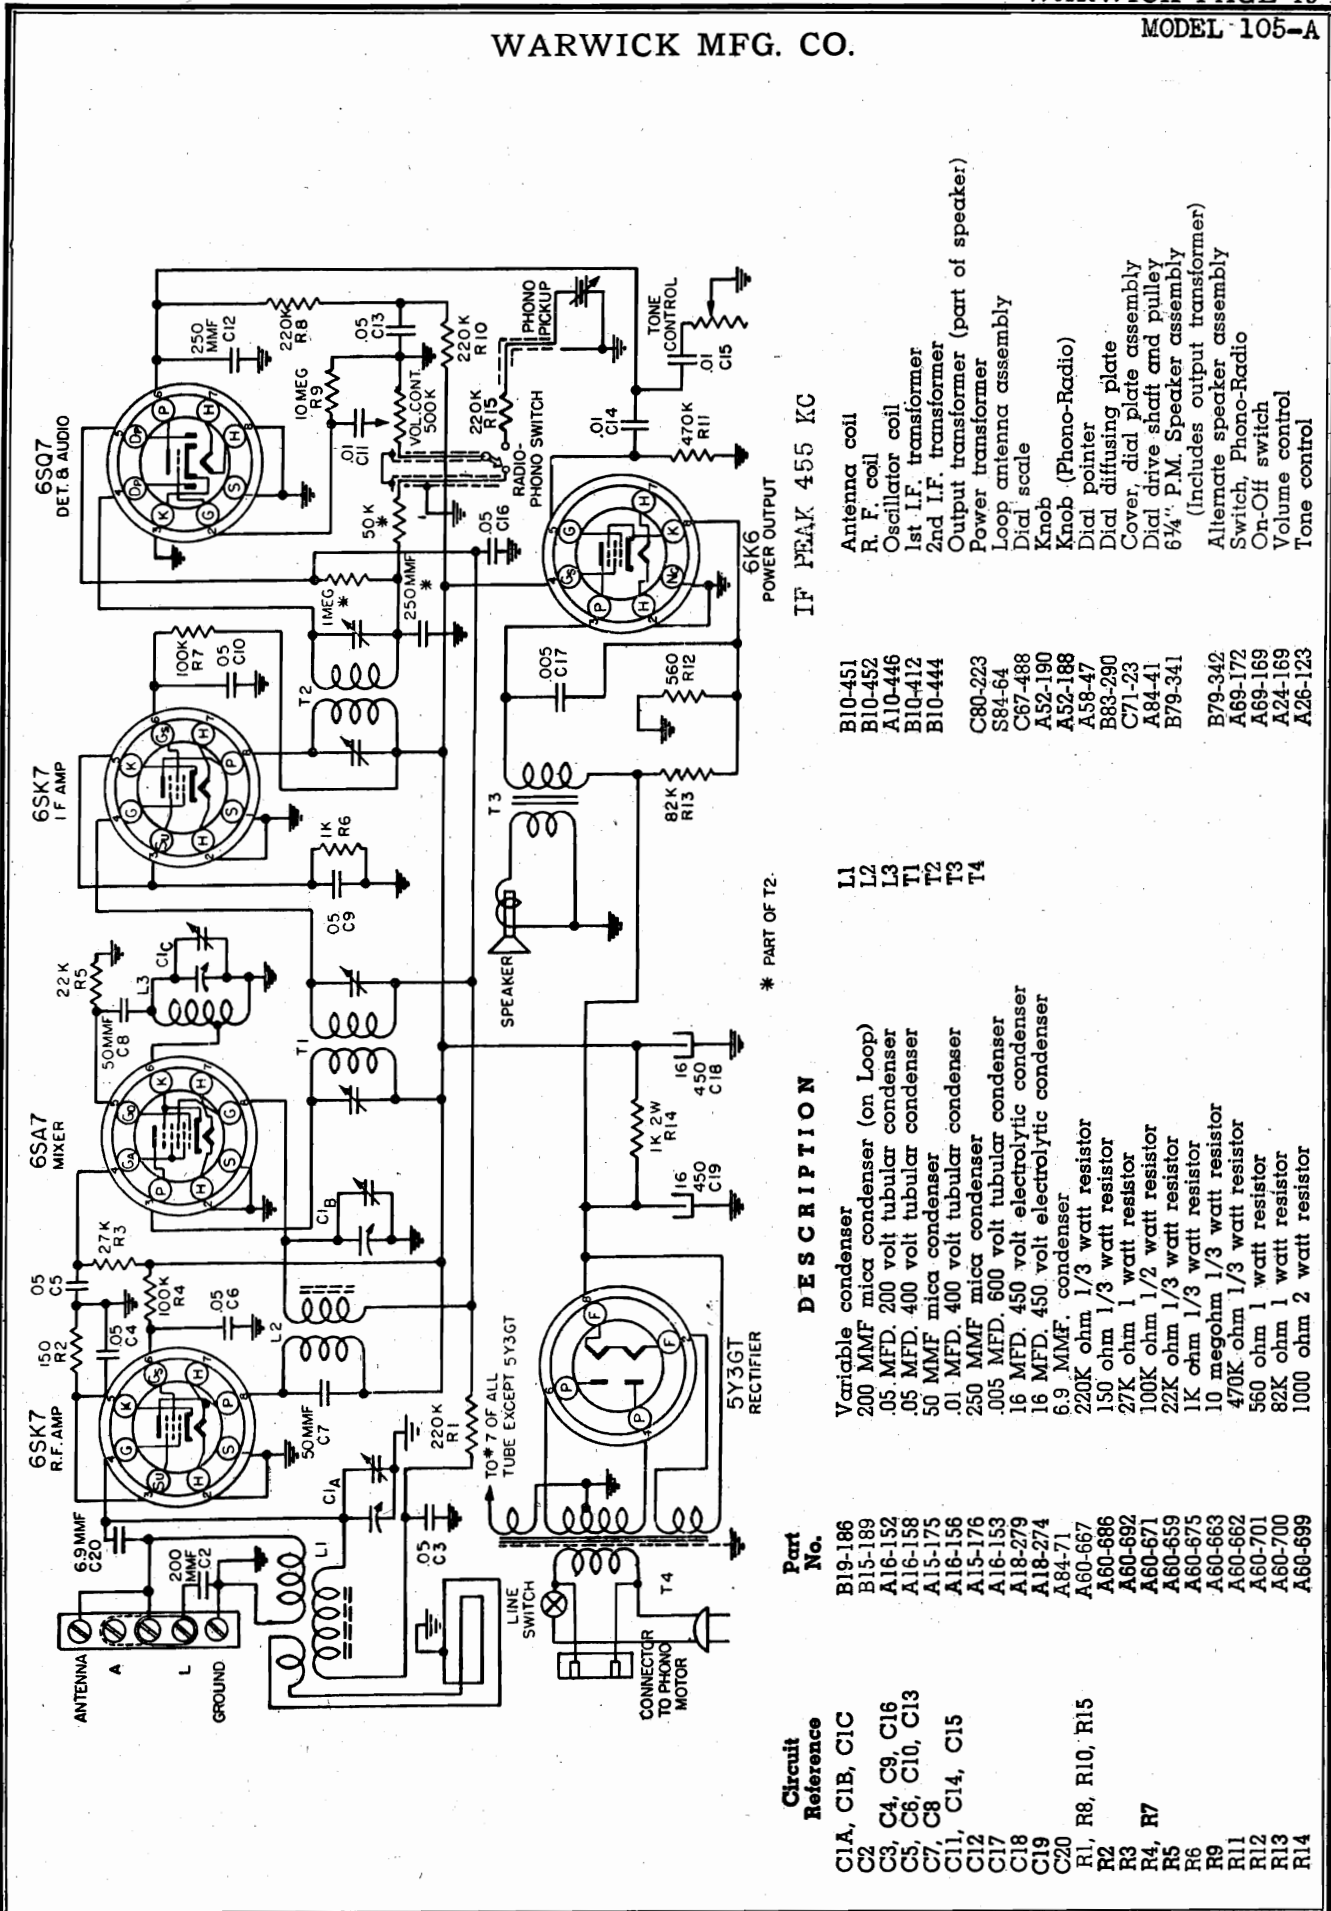 WARWICK PAGE 15
MODEL 105-A
WARWICK MFG. CO.
6SK7
R.F. AMP
6SA7
MIXER
6SK7
I F AMP
6SQ7
DET. & AUDIO
ANTENNA
A
L
GROUND
6.9 MMF
C20
200
MMF
C2
150
R2
.05
C4
05
C5
27K
R3
100K
R4
.05
C6
L2
50MMF
C7
C1A
L1
.05
C3
220K
R1
TO #7 OF ALL
TUBE EXCEPT 5Y3GT
C1B
50MMF
C8
22K
R5
L3
C1C
T1
05
C9
1K
R6
100K
R7
05
C10
T2
1MEG
*
250MMF
*
50K
*
250
MMF
C12
220K
R8
10 MEG
R9
.05
C13
.01
C11
VOL.CONT.
500K
220K
R10
220K
R15
RADIO-
PHONO SWITCH
PHONO
PICKUP
.05
C16
TONE
CONTROL
.01
C15
.01
C14
470K
R11
6K6
POWER OUTPUT
.005
C17
560
R12
82K
R13
T3
SPEAKER
16
450
C18
1K 2W
R14
16
450
C19
5Y3GT
RECTIFIER
T4
LINE
SWITCH
CONNECTOR
TO PHONO
MOTOR
* PART OF T2.
IF PEAK 455 KC
Circuit
Reference
Part
No.
DESCRIPTION
C1A, C1B, C1C B19-186 Variable condenser
C2 B15-189 200 MMF mica condenser (on Loop)
C3, C4, C9, C16 A16-152 .05 MFD. 200 volt tubular condenser
C5, C6, C10, C13 A16-158 .05 MFD. 400 volt tubular condenser
C7, C8 A15-175 50 MMF mica condenser
C11, C14, C15 A16-156 .01 MFD. 400 volt tubular condenser
C12 A15-176 250 MMF mica condenser
C17 A16-153 .005 MFD. 600 volt tubular condenser
C18 A18-279 16 MFD. 450 volt electrolytic condenser
C19 A18-274 16 MFD. 450 volt electrolytic condenser
C20 A84-71 6.9 MMF. condenser
R1, R8, R10, R15 A60-667 220K ohm 1/3 watt resistor
R2 A60-686 150 ohm 1/3 watt resistor
R3 A60-692 27K ohm 1 watt resistor
R4, R7 A60-671 100K ohm 1/2 watt resistor
R5 A60-659 22K ohm 1/3 watt resistor
R6 A60-675 1K ohm 1/3 watt resistor
R9 A60-663 10 megohm 1/3 watt resistor
R11 A60-662 470K ohm 1/3 watt resistor
R12 A60-701 560 ohm 1 watt resistor
R13 A60-700 82K ohm 1 watt resistor
R14 A60-699 1000 ohm 2 watt resistor
L1 B10-451 Antenna coil
L2 B10-452 R. F. coil
L3 A10-446 Oscillator coil
T1 B10-412 1st I.F. transformer
T2 B10-444 2nd I.F. transformer
T3 Output transformer (part of speaker)
T4 C80-223 Power transformer
S84-64 Loop antenna assembly
C67-488 Dial scale
A52-190 Knob
A52-188 Knob (Phono-Radio)
A58-47 Dial pointer
B83-290 Dial diffusing plate
C71-23 Cover, dial plate assembly
A84-41 Dial drive shaft and pulley
B79-341 6¼" P.M. Speaker assembly
(Includes output transformer)
B79-342 Alternate speaker assembly
A69-172 Switch, Phono-Radio
A69-169 On-Off switch
A24-169 Volume control
A26-123 Tone control